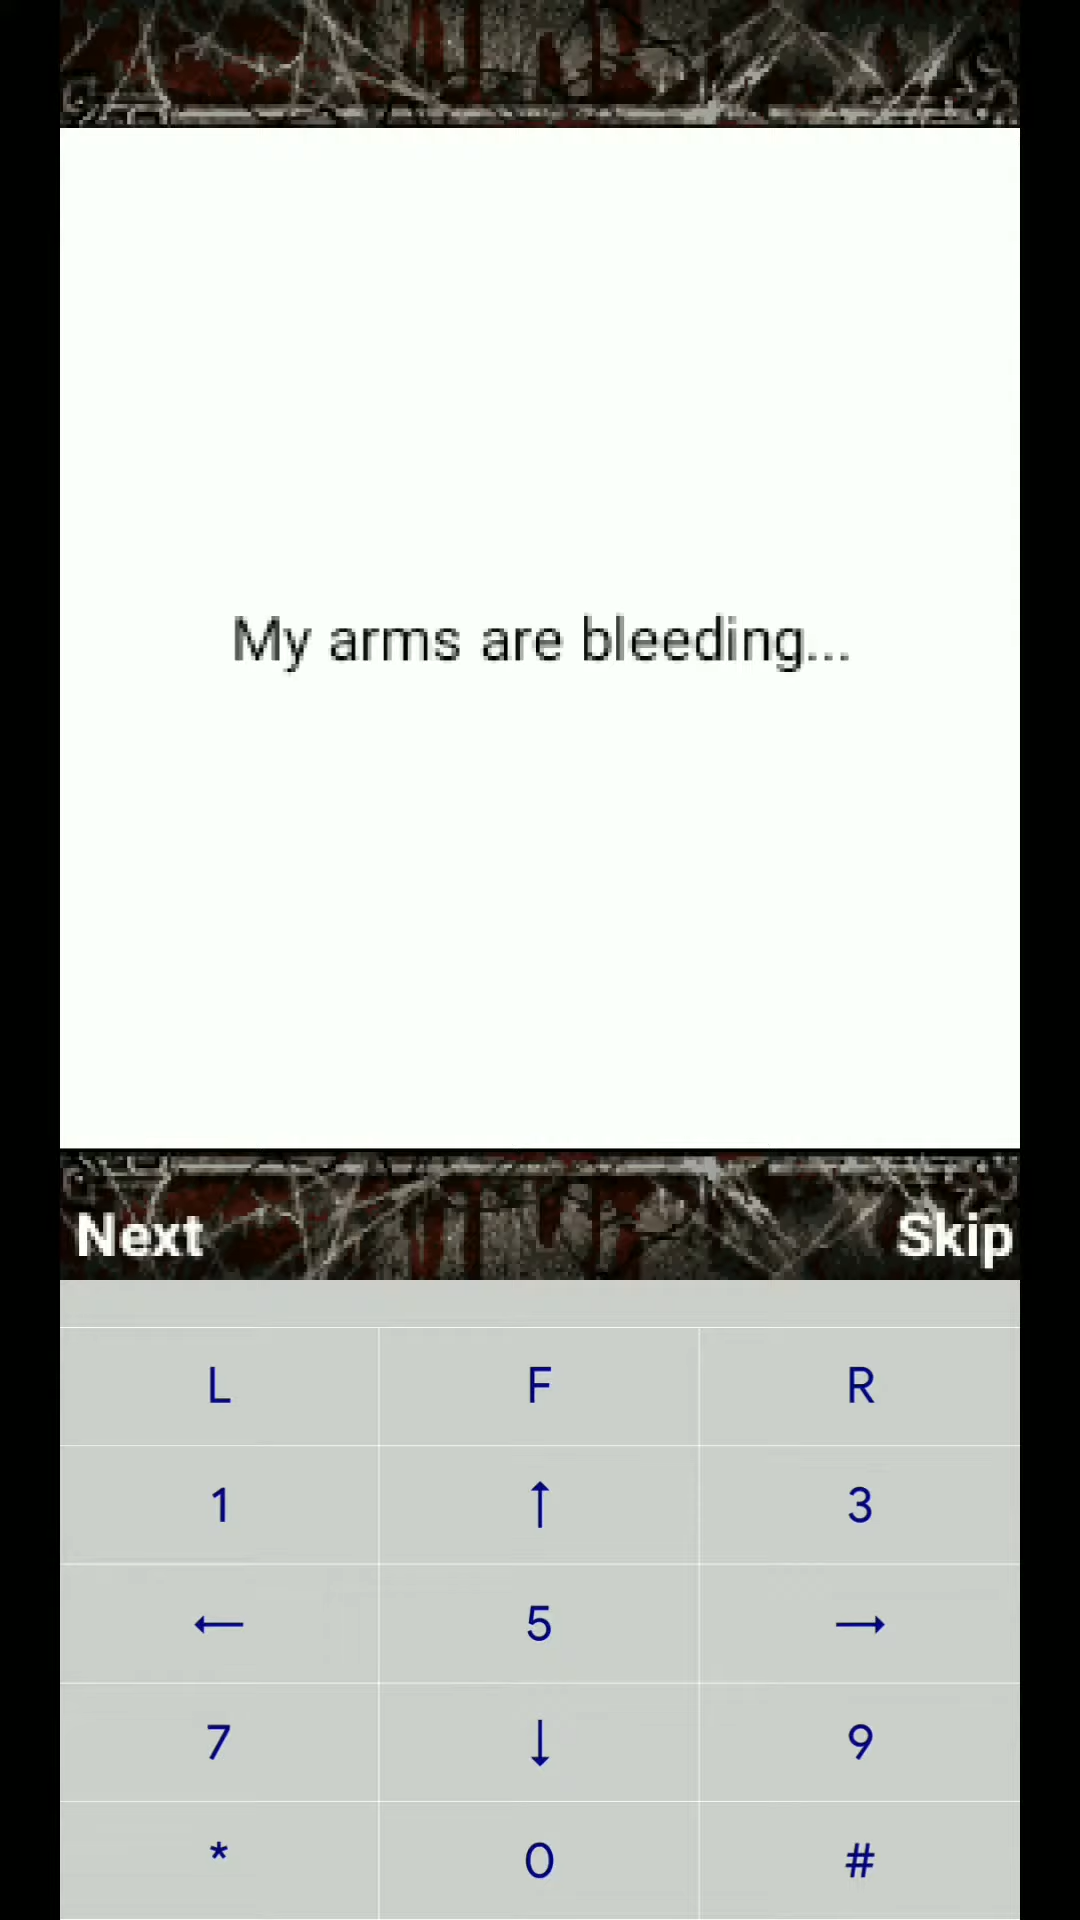 My arms are bleeding...
Next Skip
L F R
1 ↑ 3
← 5 →
7 ↓ 9
* 0 #